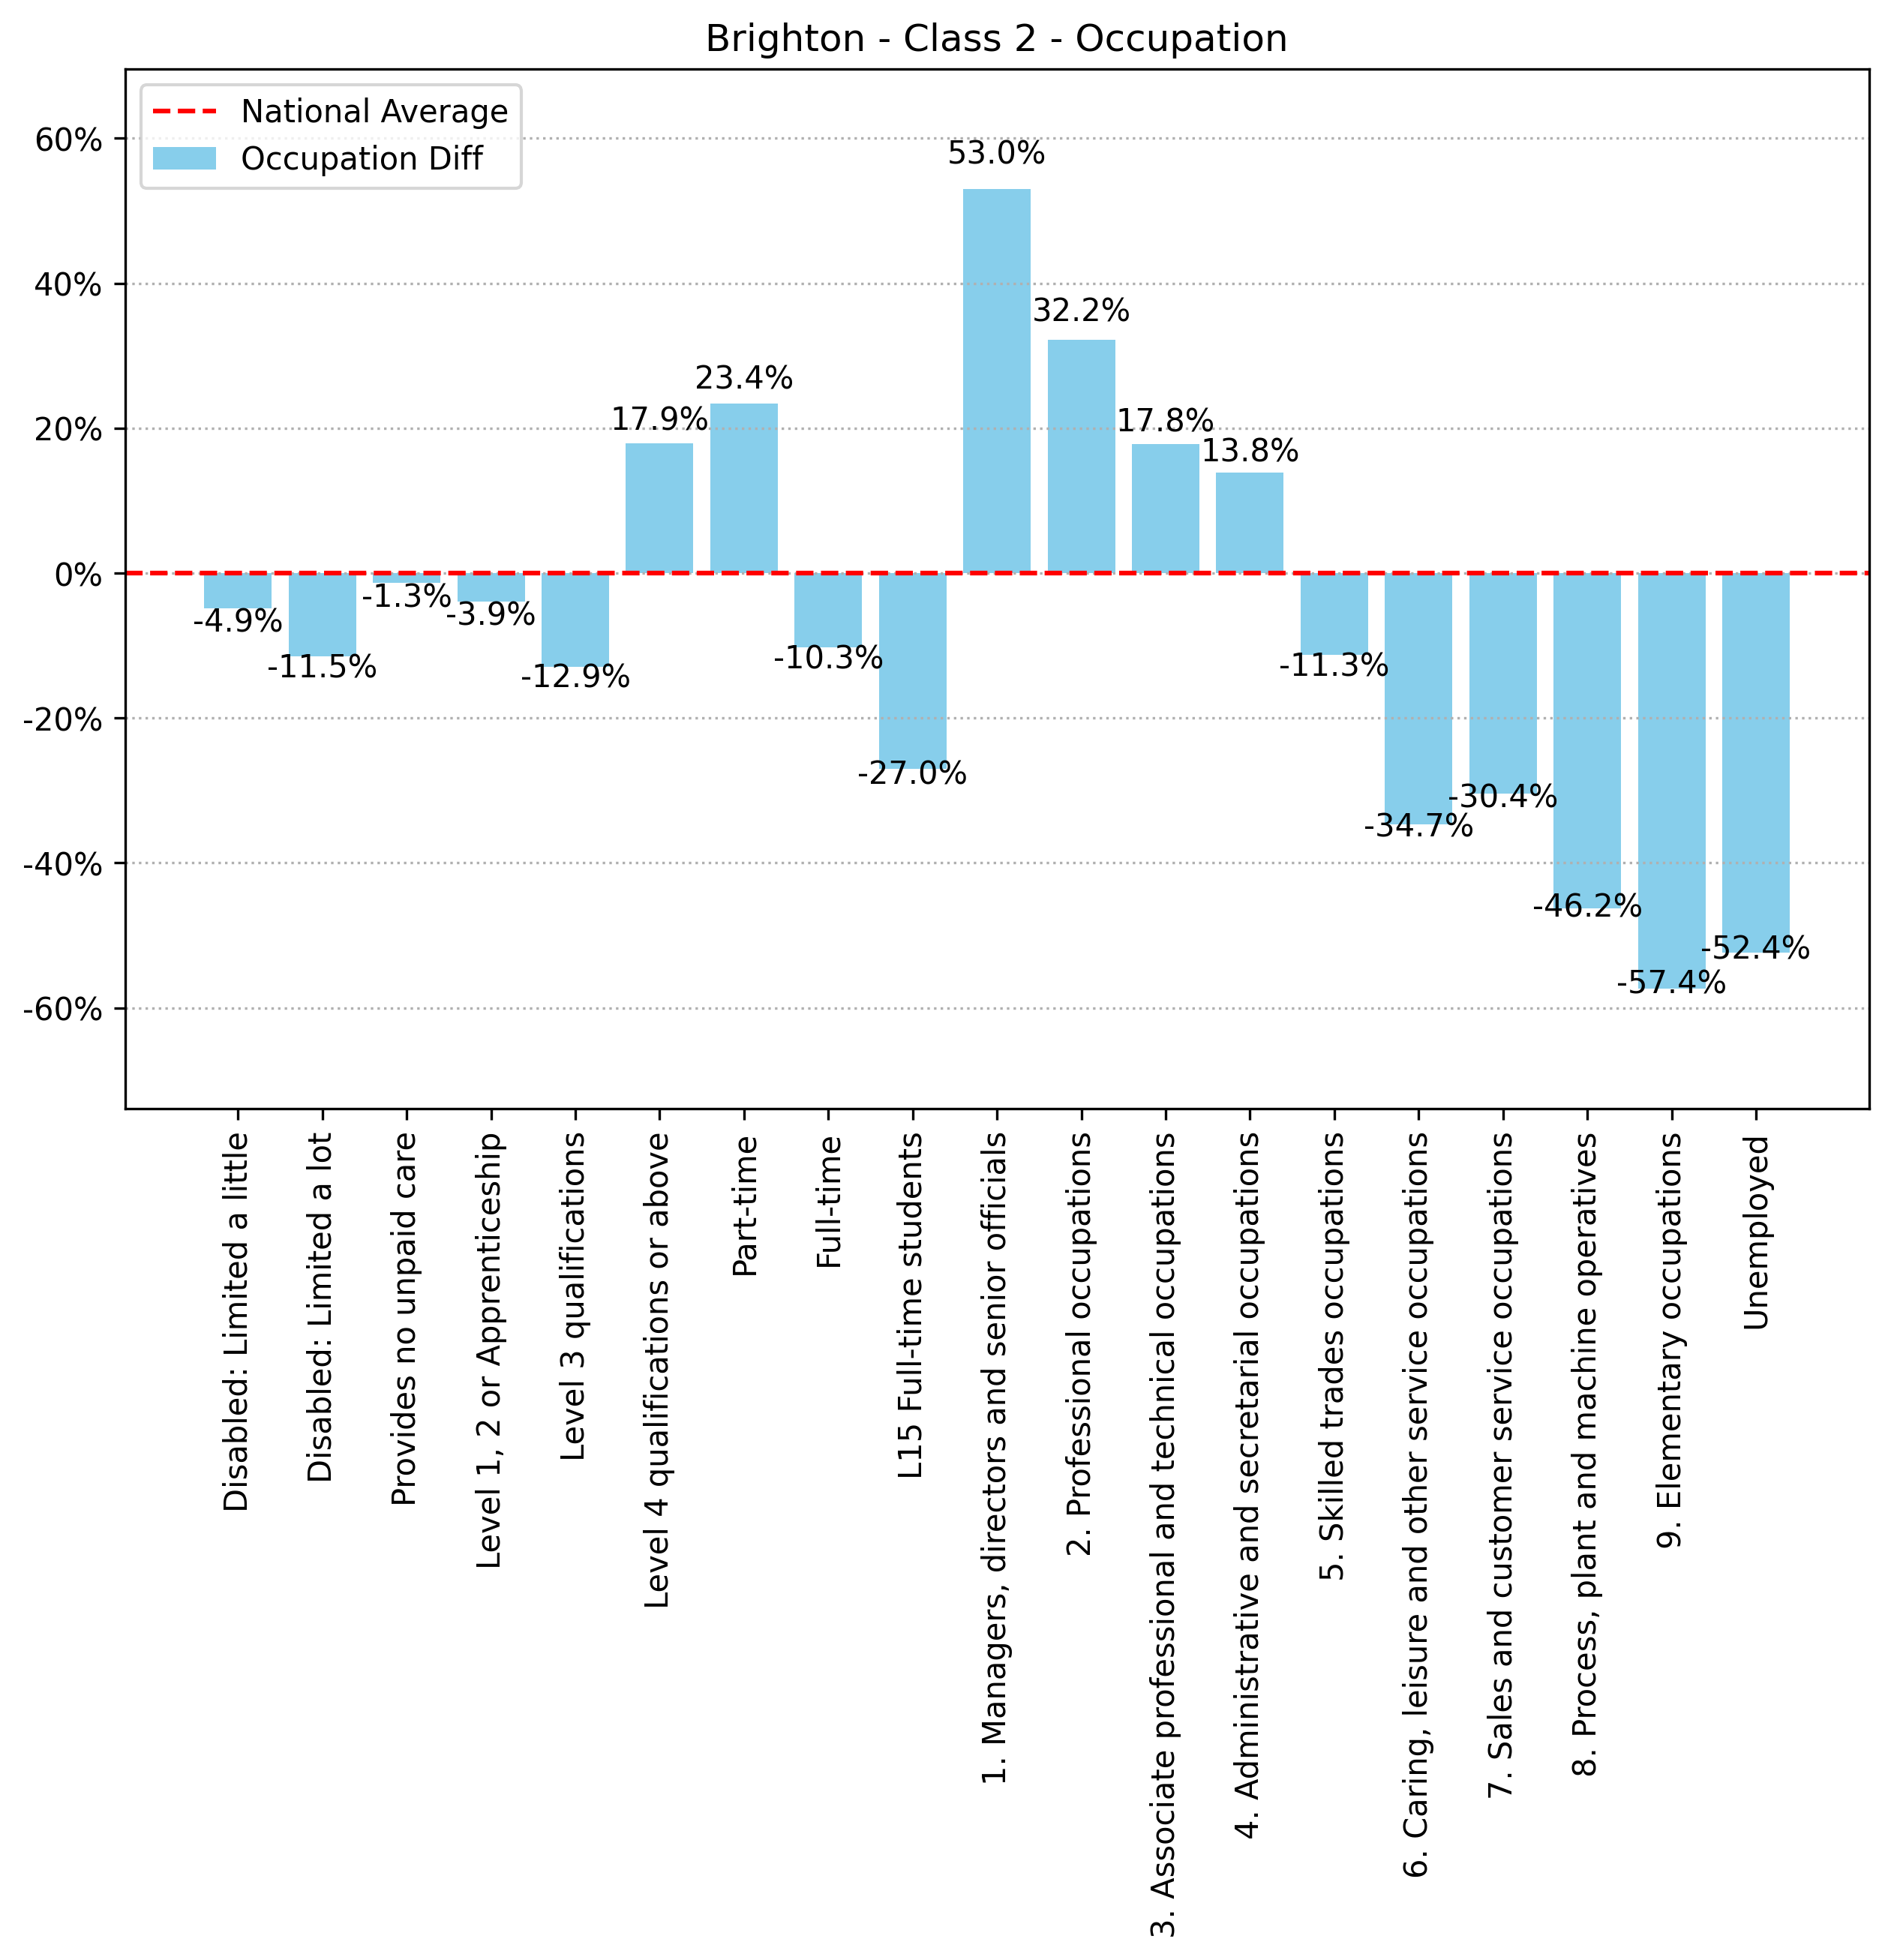 Brighton - Class 2 - Occupation
National Average
Occupation Diff
60%
40%
20%
0%
-20%
-40%
-60%
-4.9%
-11.5%
-1.3%
-3.9%
-12.9%
17.9%
23.4%
-10.3%
-27.0%
53.0%
32.2%
17.8%
13.8%
-11.3%
-34.7%
-30.4%
-46.2%
-57.4%
-52.4%
Disabled: Limited a little
Disabled: Limited a lot
Provides no unpaid care
Level 1, 2 or Apprenticeship
Level 3 qualifications
Level 4 qualifications or above
Part-time
Full-time
L15 Full-time students
1. Managers, directors and senior officials
2. Professional occupations
3. Associate professional and technical occupations
4. Administrative and secretarial occupations
5. Skilled trades occupations
6. Caring, leisure and other service occupations
7. Sales and customer service occupations
8. Process, plant and machine operatives
9. Elementary occupations
Unemployed